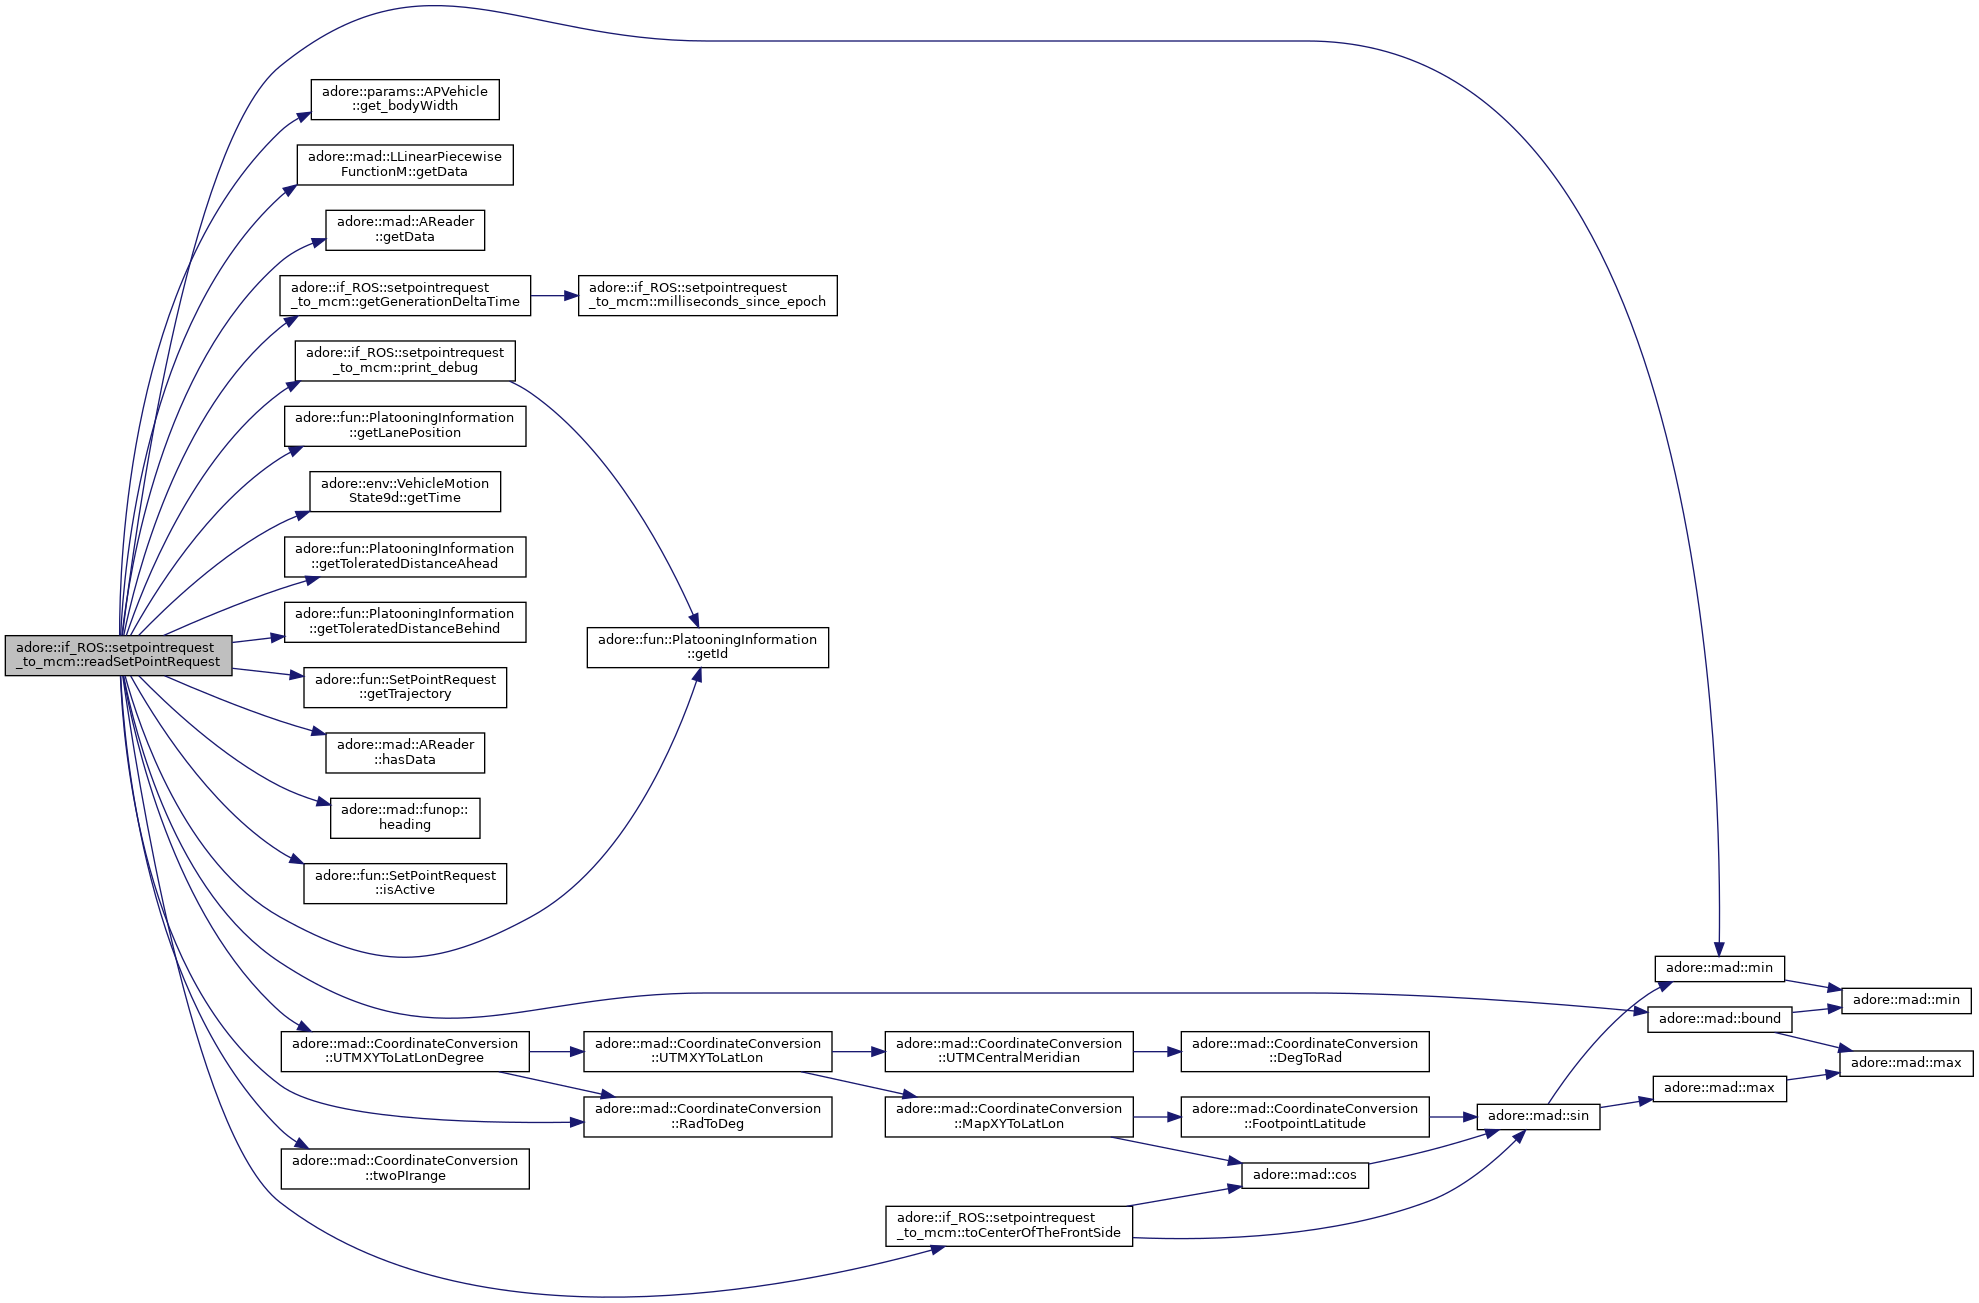 adore::params::APVehicle
::get_bodyWidth
adore::mad::LLinearPiecewise
FunctionM::getData
adore::mad::AReader
::getData
adore::if_ROS::setpointrequest
_to_mcm::getGenerationDeltaTime
adore::if_ROS::setpointrequest
_to_mcm::milliseconds_since_epoch
adore::if_ROS::setpointrequest
_to_mcm::print_debug
adore::fun::PlatooningInformation
::getLanePosition
adore::env::VehicleMotion
State9d::getTime
adore::fun::PlatooningInformation
::getToleratedDistanceAhead
adore::fun::PlatooningInformation
::getToleratedDistanceBehind
adore::if_ROS::setpointrequest
_to_mcm::readSetPointRequest
adore::fun::PlatooningInformation
::getId
adore::fun::SetPointRequest
::getTrajectory
adore::mad::AReader
::hasData
adore::mad::funop::
heading
adore::fun::SetPointRequest
::isActive
adore::mad::min
adore::mad::min
adore::mad::bound
adore::mad::CoordinateConversion
::UTMXYToLatLonDegree
adore::mad::CoordinateConversion
::UTMXYToLatLon
adore::mad::CoordinateConversion
::UTMCentralMeridian
adore::mad::CoordinateConversion
::DegToRad
adore::mad::max
adore::mad::max
adore::mad::CoordinateConversion
::RadToDeg
adore::mad::CoordinateConversion
::MapXYToLatLon
adore::mad::CoordinateConversion
::FootpointLatitude
adore::mad::sin
adore::mad::CoordinateConversion
::twoPIrange
adore::mad::cos
adore::if_ROS::setpointrequest
_to_mcm::toCenterOfTheFrontSide